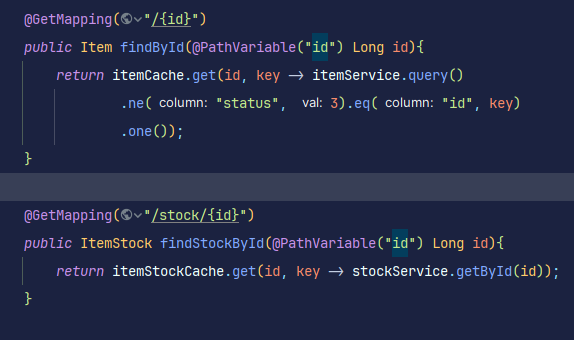 @GetMapping("/{id}")
public Item findById(@PathVariable("id") Long id){
return itemCache.get(id, key -> itemService.query()
.ne( column: "status", val: 3).eq( column: "id", key)
.one());
}
@GetMapping("/stock/{id}")
public ItemStock findStockById(@PathVariable("id") Long id){
return itemStockCache.get(id, key -> stockService.getById(id));
}